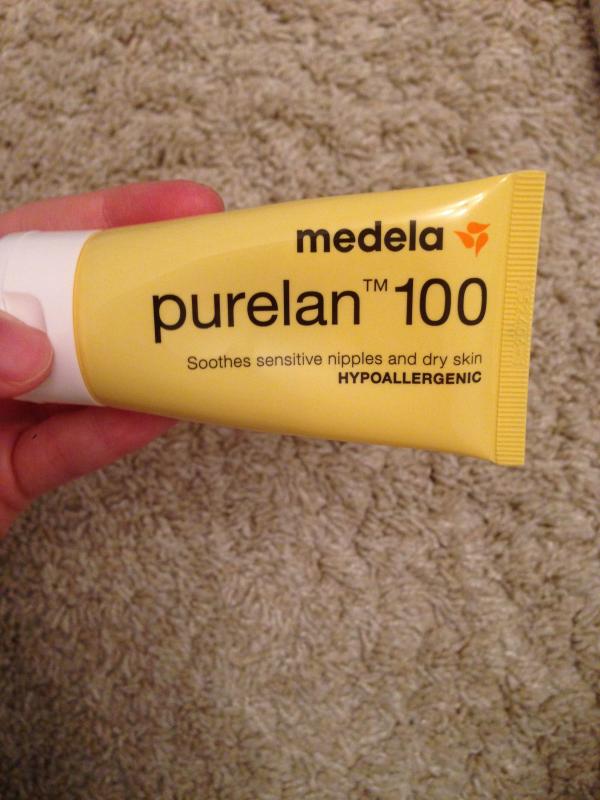 medela
purelan™ 100
Soothes sensitive nipples and dry skin
HYPOALLERGENIC